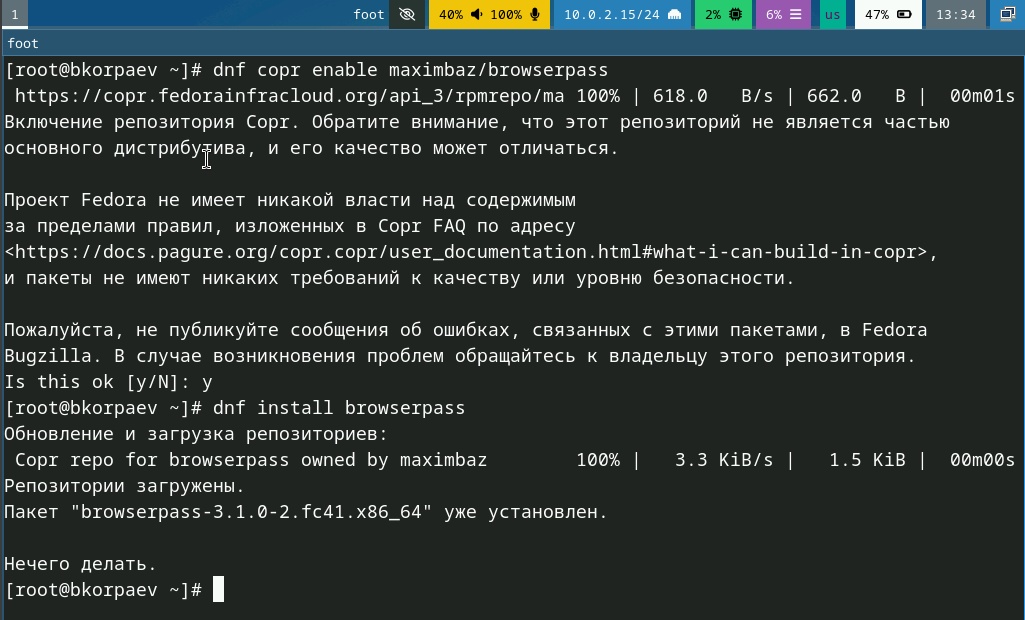 1 foot 40% 100% 10.0.2.15/24 2% 6% us 47% 13:34
foot
[root@bkorpaev ~]# dnf copr enable maximbaz/browserpass
https://copr.fedorainfracloud.org/api_3/rpmrepo/ma 100% | 618.0   B/s | 662.0   B |  00m01s
Включение репозитория Copr. Обратите внимание, что этот репозиторий не является частью
основного дистрибутива, и его качество может отличаться.
Проект Fedora не имеет никакой власти над содержимым
за пределами правил, изложенных в Copr FAQ по адресу
<https://docs.pagure.org/copr.copr/user_documentation.html#what-i-can-build-in-copr>,
и пакеты не имеют никаких требований к качеству или уровню безопасности.
Пожалуйста, не публикуйте сообщения об ошибках, связанных с этими пакетами, в Fedora
Bugzilla. В случае возникновения проблем обращайтесь к владельцу этого репозитория.
Is this ok [y/N]: y
[root@bkorpaev ~]# dnf install browserpass
Обновление и загрузка репозиториев:
Copr repo for browserpass owned by maximbaz        100% |   3.3 KiB/s |   1.5 KiB |  00m00s
Репозитории загружены.
Пакет "browserpass-3.1.0-2.fc41.x86_64" уже установлен.
Нечего делать.
[root@bkorpaev ~]#